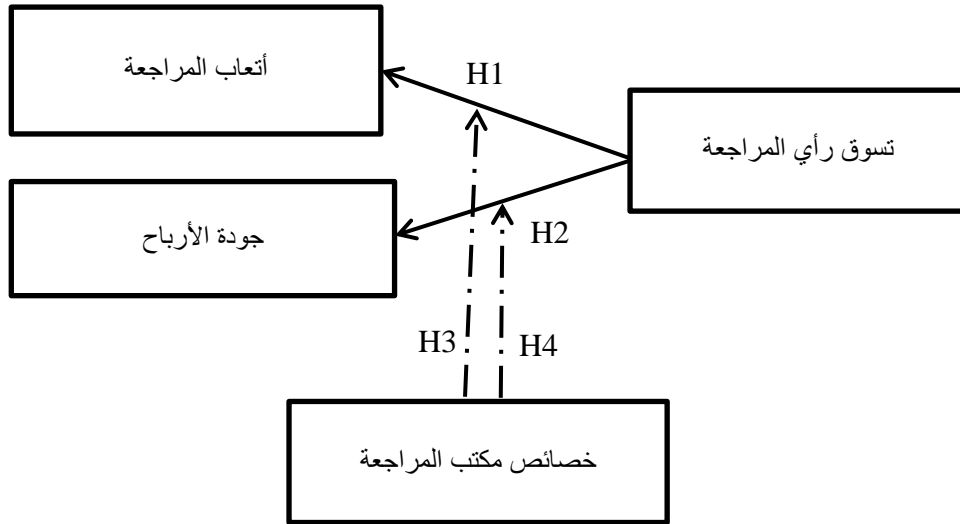 أتعاب المراجعة
H1
تسوق رأي المراجعة
جودة الأرباح
H2
H3
H4
خصائص مكتب المراجعة